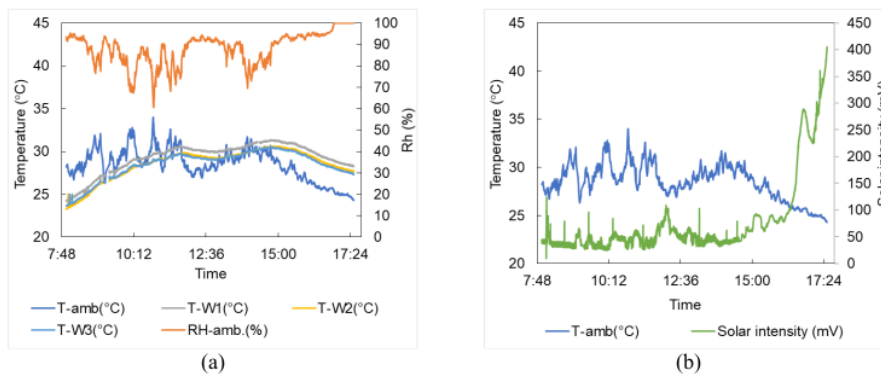 45 100
40 90
80
35 70
60
30 50
40
25 30
20
10
20 0
Temperature (°C)
Rh (%)
7:48 10:12 12:36 15:00 17:24
Time
T-amb(°C) T-W1(°C) T-W2(°C)
T-W3(°C) RH-amb.(%)
(a)
45 450
400
40 350
35 300
250
30 200
150
25 100
50
20 0
Temperature (°C)
Solar intensity (mV)
7:48 10:12 12:36 15:00 17:24
Time
T-amb(°C) Solar intensity (mV)
(b)